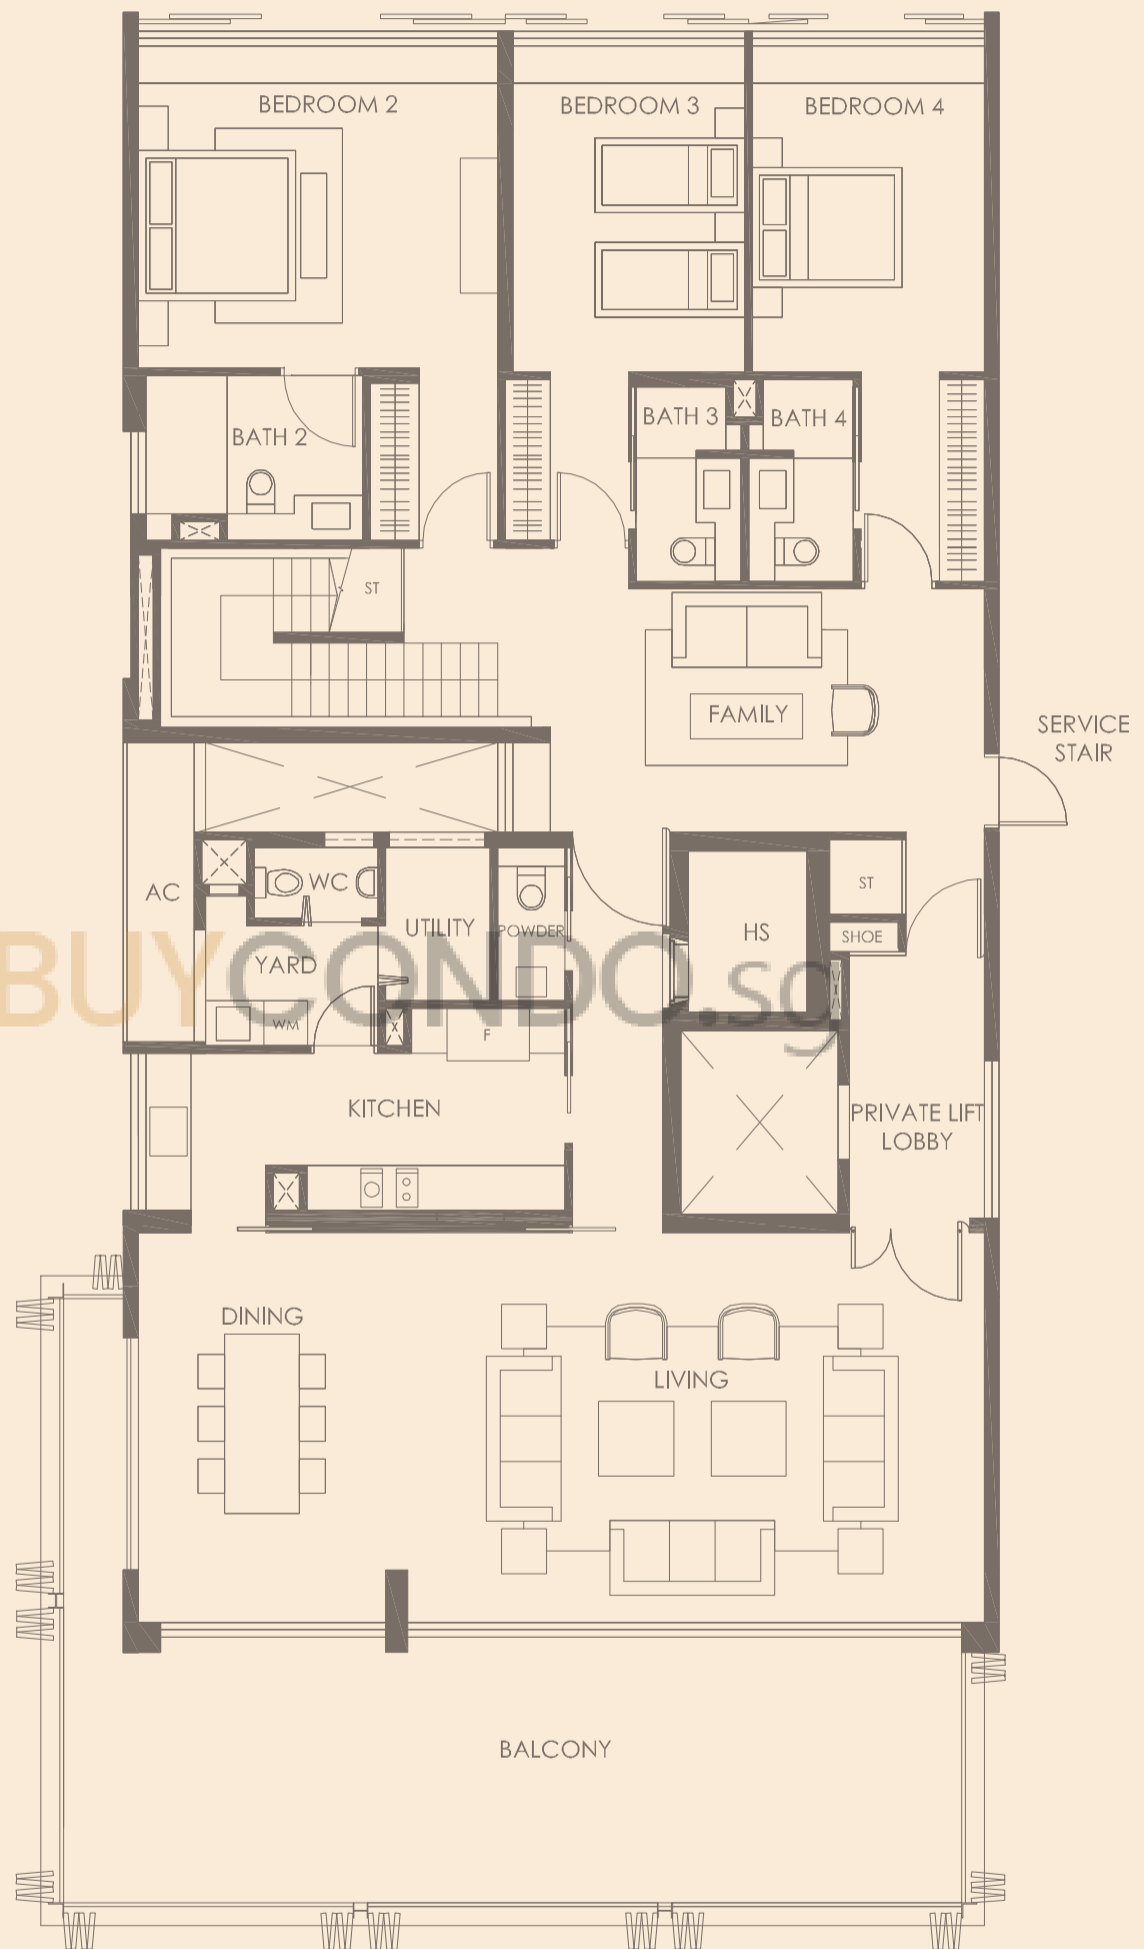 BEDROOM 2
BEDROOM 3
BEDROOM 4
BATH 2
BATH 3
BATH 4
ST
FAMILY
SERVICE
STAIR
AC
WC
UTILITY
POWDER
HS
ST
SHOE
YARD
BUYCONDO.sg
WM
F
KITCHEN
PRIVATE LIFT
LOBBY
DINING
LIVING
BALCONY